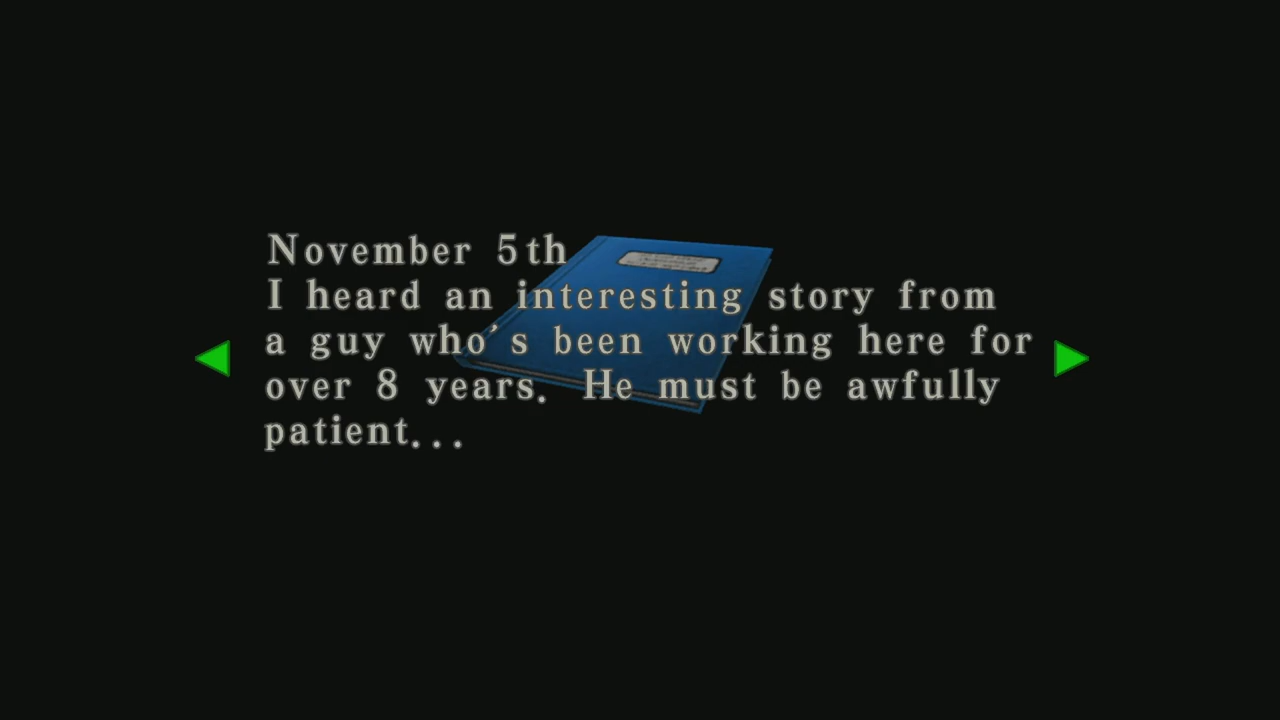 November 5th
I heard an interesting story from
a guy who's been working here for
over 8 years. He must be awfully
patient...